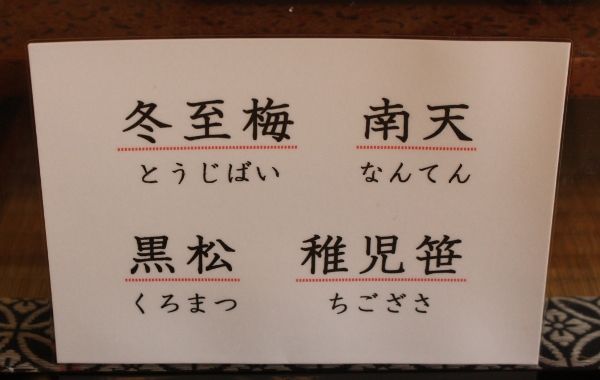 冬至梅 南天
とうじばい なんてん
黒松 稚児笹
くろまつ ちござさ